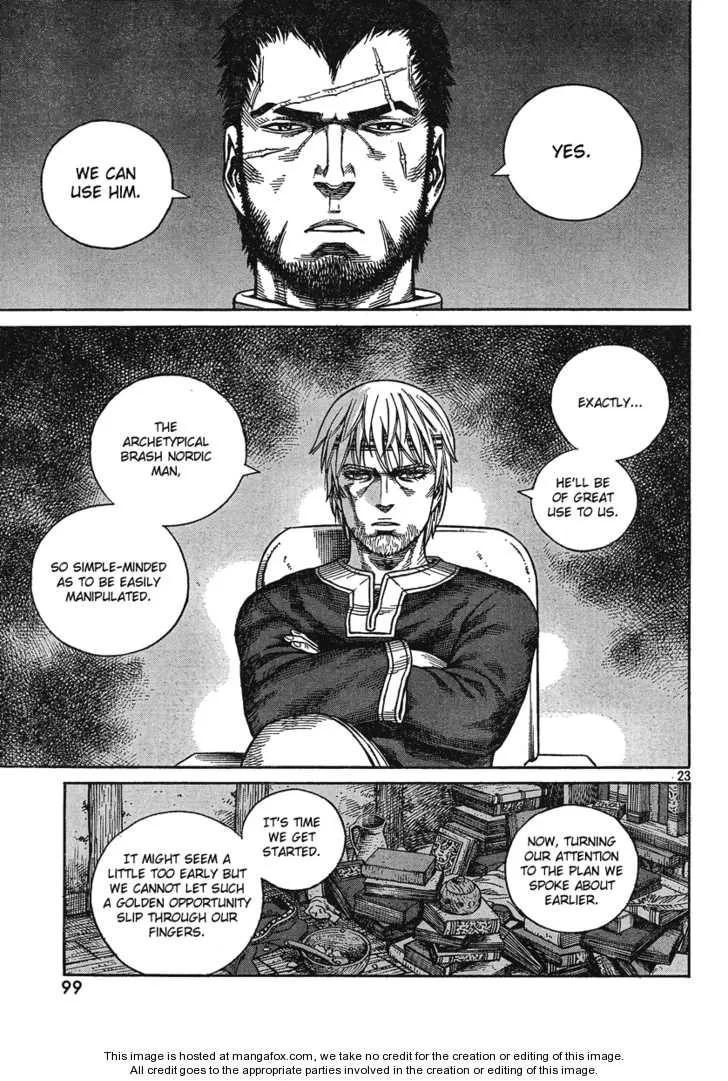 YES.
WE CAN
USE HIM.
EXACTLY...
HE'LL BE
OF GREAT
USE TO US.
THE
ARCHETYPICAL
BRASH NORDIC
MAN,
SO SIMPLE-MINDED
AS TO BE EASILY
MANIPULATED.
23
NOW, TURNING
OUR ATTENTION
TO THE PLAN WE
SPOKE ABOUT
EARLIER.
IT'S TIME
WE GET
STARTED.
IT MIGHT SEEM A
LITTLE TOO EARLY BUT
WE CANNOT LET SUCH
A GOLDEN OPPORTUNITY
SLIP THROUGH OUR
FINGERS.
99
This image is hosted at mangafox.com, we take no credit for the creation or editing of this image.
All credit goes to the appropriate parties involved in the creation or editing of this image.